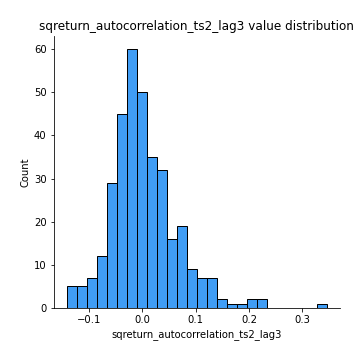 sqreturn_autocorrelation_ts2_lag3 value distribution
60
50
40
30
20
10
0
Count
−0.1 0.0 0.1 0.2 0.3
sqreturn_autocorrelation_ts2_lag3